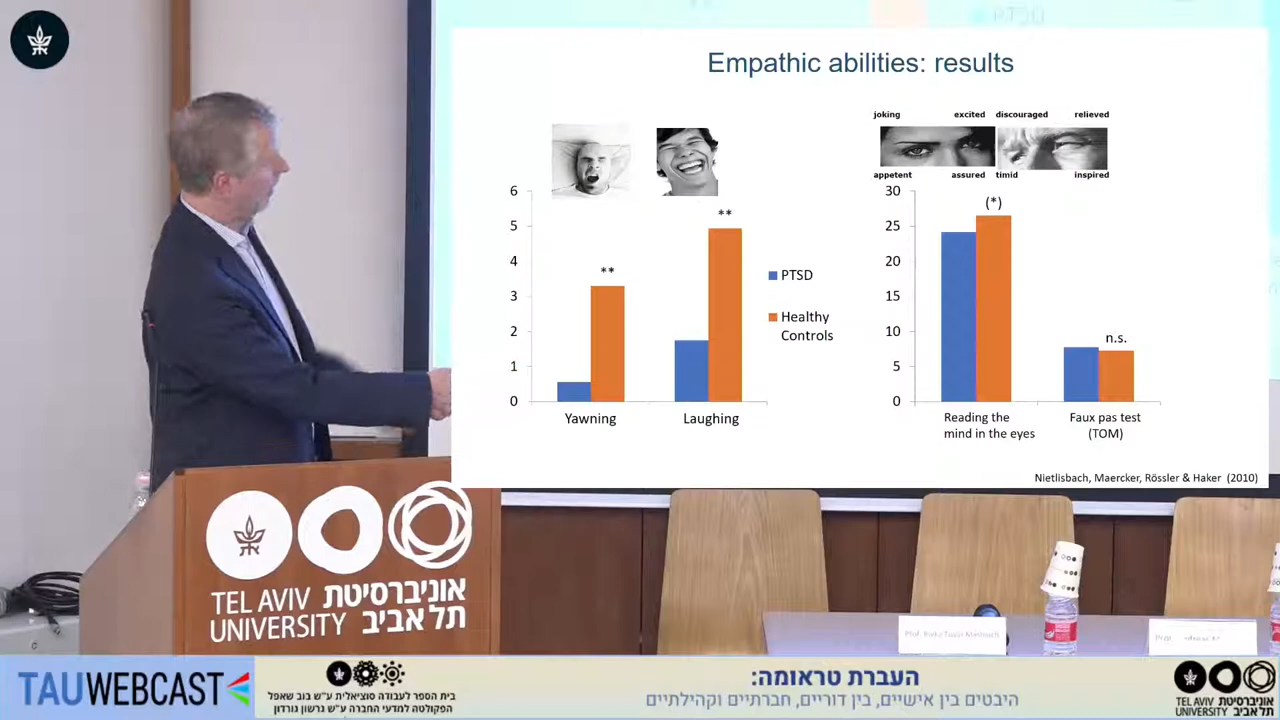 PTSD
Empathic abilities: results
joking excited discouraged relieved
appetent assured timid inspired
6
5
4
3
2
1
0
**
**
Yawning
Laughing
PTSD
Healthy
Controls
30
25
20
15
10
5
0
(*)
n.s.
Reading the
mind in the eyes
Faux pas test
(TOM)
Nietlisbach, Maercker, Rössler & Haker (2010)
TEL AVIV אוניברסיטת
UNIVERSITY תל אביב
Prof.
Prof.
TAUWEBCAST
בית הספר לעבודה סוציאלית ע"ש בוב שאפל
הפקולטה למדעי החברה ע"ש גרשון גורדון
העברת טראומה:
היבטים בין אישיים, בין דוריים, חברתיים וקהילתיים
TEL AVIV אוניברסיטת
UNIVERSITY תל אביב